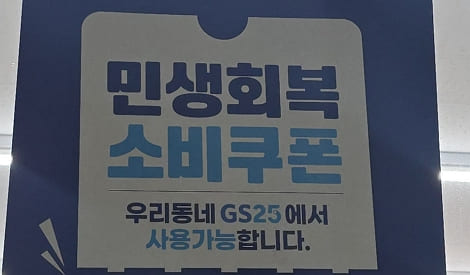 민생회복
소비쿠폰
우리동네 GS25에서
사용가능합니다.